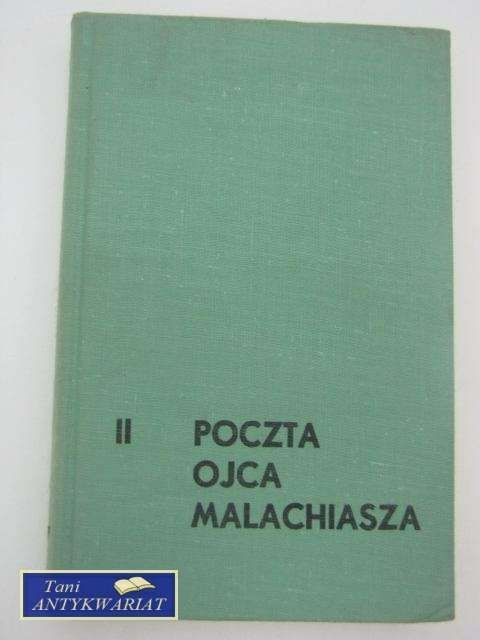 II POCZTA
OJCA
MALACHIASZA
Tani
ANTYKWARIAT